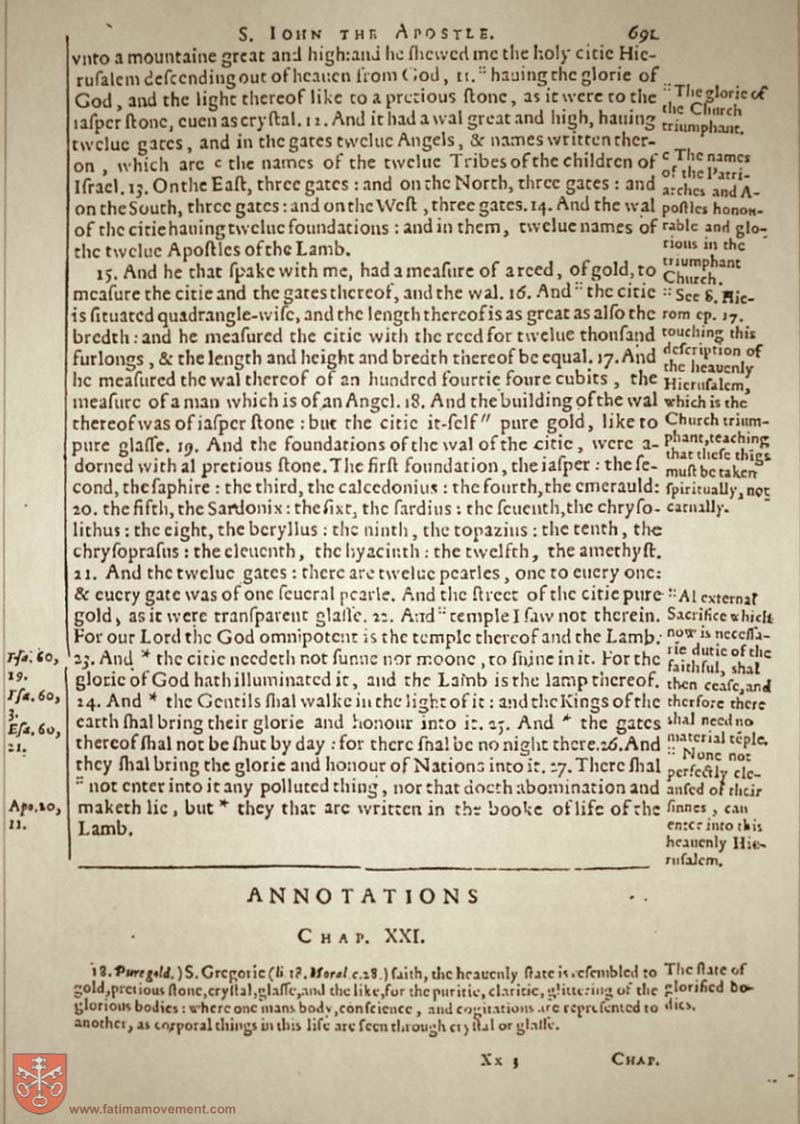 S. IOHN THE APOSTLE. 691
vnto a mountaine great and high: and he ſhewed me the holy citie Hie-
ruſalem deſcending out of heauen from God, 11. :: hauing the glorie of
God, and the light thereof like to a pretious ſtone, as it were to the
iaſper ſtone, euen as cryſtal. 12. And it had a wal great and high, hauing
twelue gates, and in the gates twelue Angels, & names written ther-
on, which are c the names of the twelue Tribes of the children of
Iſrael. 13. On the Eaſt, three gates: and on the North, three gates: and
on the South, three gates: and on the Weſt, three gates. 14. And the wal
of the citie hauing twelue foundations: and in them, twelue names of
the twelue Apoſtles of the Lamb.
15. And he that ſpake with me, had a meaſure of a reed, of gold, to
meaſure the citie and the gates thereof, and the wal. 16. And :: the citie
is ſituated quadrangle-wiſe, and the length thereof is as great as alſo the
bredth: and he meaſured the citie with the reed for twelue thouſand
furlongs, & the length and height and bredth thereof be equal. 17. And
he meaſured the wal thereof of an hundred fourtie foure cubits, the
meaſure of a man which is of an Angel. 18. And the building of the wal
thereof was of iaſper ſtone: but the citie it-ſelf " pure gold, like to
pure glaſſe. 19. And the foundations of the wal of the citie, were a-
dorned with al pretious ſtone. The firſt foundation, the iaſper: the ſe-
cond, the ſaphire: the third, the calcedonius: the fourth, the emerauld:
20. the fifth, the Sardonix: the ſixt, the ſardius: the ſeuenth, the chryſo-
lithus: the eight, the beryllus: the ninth, the topazius: the tenth, the
chryſopraſus: the eleuenth, the hyacinth: the twelfth, the amethyſt.
21. And the twelue gates: there are twelue pearles, one to euery one:
& euery gate was of one ſeueral pearle. And the ſtreet of the citie pure
gold, as it were tranſparent glaſſe. 22. And :: temple I ſaw not therein.
For our Lord the God omnipotent is the temple thereof and the Lamb.
23. And * the citie needeth not ſunne nor moone, to ſhine in it. For the
glorie of God hath illuminated it, and the Lamb is the lamp thereof.
24. And * the Gentils ſhal walke in the light of it: and the Kings of the
earth ſhal bring their glorie and honour into it. 25. And * the gates
thereof ſhal not be ſhut by day: for there ſhal be no night there. 26. And
they ſhal bring the glorie and honour of Nations into it. 27. There ſhal
:: not enter into it any polluted thing, nor that doeth abomination and
maketh lie, but * they that are written in the booke of life of the
Lamb.
:: The glorie of
the Church
triumphant.
c The names
of the Patri-
arches and A-
poſtles honou-
rable and glo-
rious in the
triumphant
Church.
:: See S. Hie-
rom ep. 17.
touching this
deſcription of
the heauenly
Hieruſalem,
which is the
Church trium-
phant, teaching
that theſe thĩgs
muſt be taken
ſpiritually, not
carnally.
:: Al external
Sacrifice which
now is neceſſa-
rie dutie of the
faithful, ſhal
then ceaſe, and
therfore there
ſhal need no
material tẽple.
:: None not
perfectly cle-
anſed of their
ſinnes, can
enter into this
heauenly Hie-
ruſalem.
Iſa. 60,
19.
Iſa. 60,
3.
Eſa. 60,
21.
Apo. 20,
11.
ANNOTATIONS
CHAP. XXI.
18. Pure gold.) S. Gregorie (li 18. Moral c. 28.) ſaith, the heauenly ſtate is reſembled to
gold, pretious ſtone, cryſtal, glaſſe, and the like, for the puritie, claritie, glittering of the
glorious bodies: where one mans body, conſcience, and cogitations are repreſented to
another, as corporal things in this life are ſeen through cryſtal or glaſſe.
The ſtate of
glorified bo-
dies.
Xx 3 CHAP.
www.fatimamovement.com